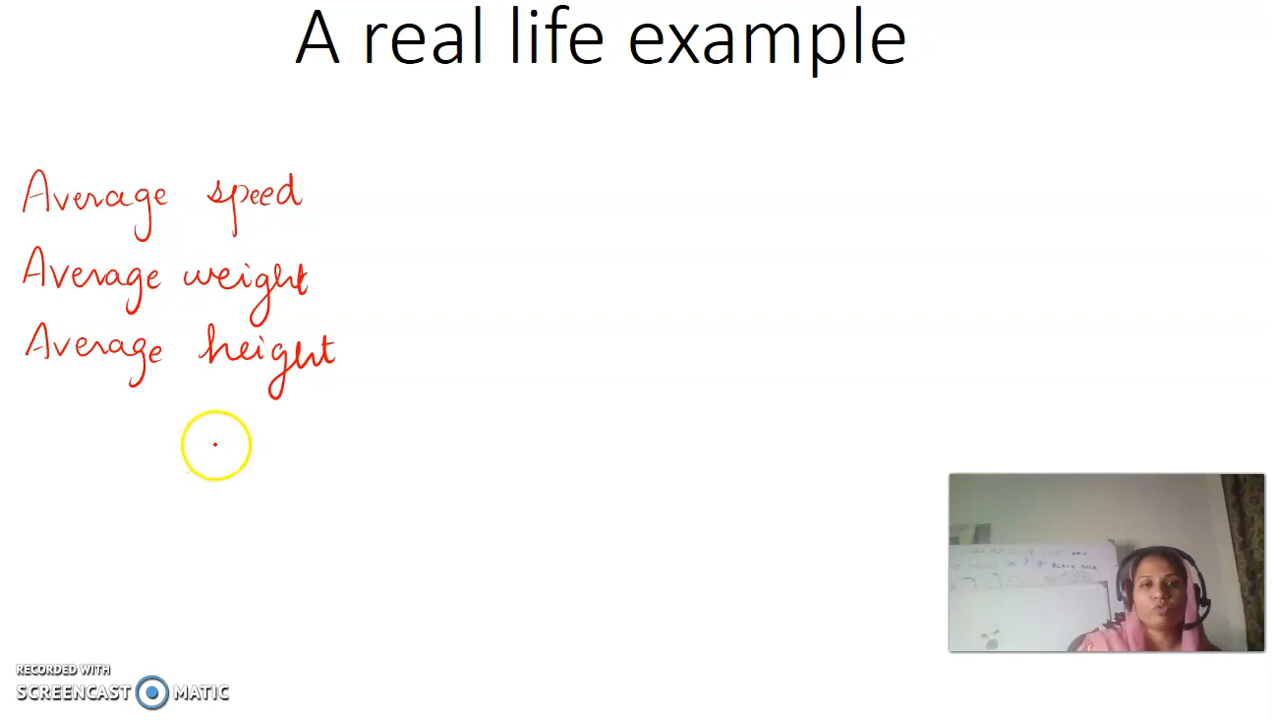 A real life example
Average speed
Average weight
Average height
RECORDED WITH
SCREENCAST MATIC